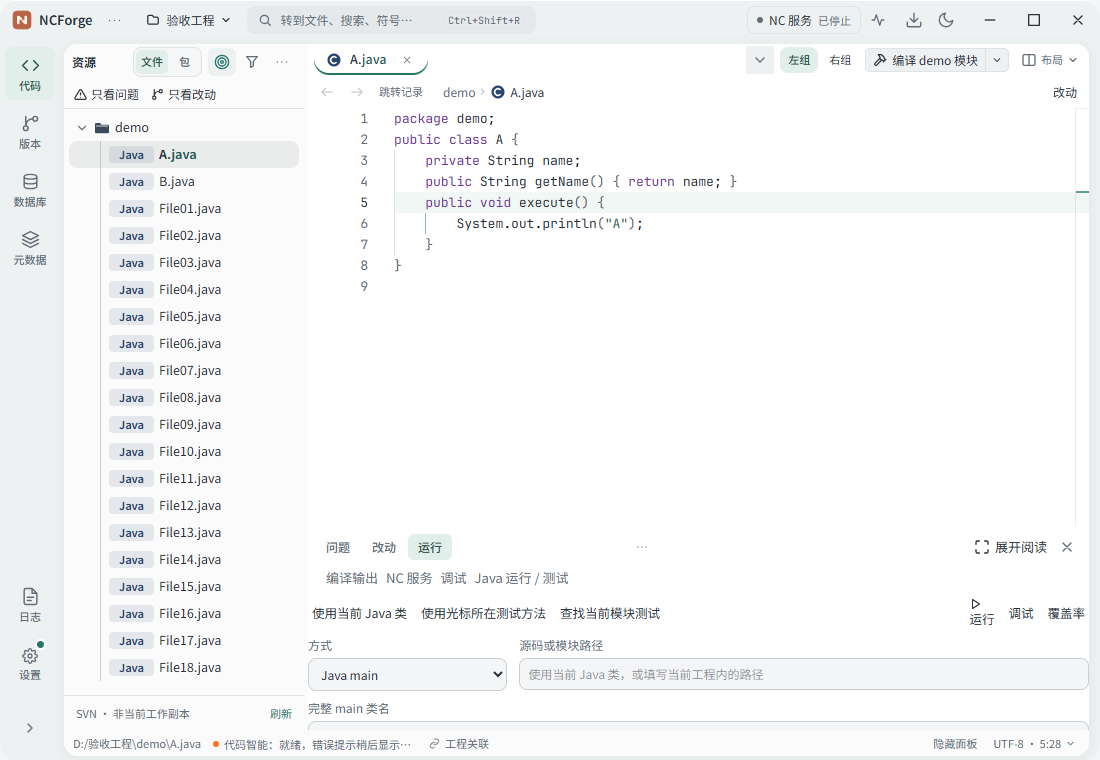 NCForge ··· 验收工程 转到文件、搜索、符号··· Ctrl+Shift+R NC 服务 已停止
代码
版本
数据库
元数据
日志
设置
资源 文件 包 ···
只看问题 只看改动
demo
Java A.java
Java B.java
Java File01.java
Java File02.java
Java File03.java
Java File04.java
Java File05.java
Java File06.java
Java File07.java
Java File08.java
Java File09.java
Java File10.java
Java File11.java
Java File12.java
Java File13.java
Java File14.java
Java File15.java
Java File16.java
Java File17.java
Java File18.java
SVN · 非当前工作副本 刷新
A.java × 左组 右组 编译 demo 模块 布局
跳转记录 demo › A.java 改动
1 package demo;
2 public class A {
3 private String name;
4 public String getName() { return name; }
5 public void execute() {
6 System.out.println("A");
7 }
8 }
9
问题 改动 运行 ··· 展开阅读
编译输出 NC 服务 调试 Java 运行 / 测试
使用当前 Java 类 使用光标所在测试方法 查找当前模块测试 运行 调试 覆盖率
方式 源码或模块路径
Java main 使用当前 Java 类，或填写当前工程内的路径
完整 main 类名
D:/验收工程\demo\A.java 代码智能：就绪，错误提示稍后显示··· 工程关联 隐藏面板 UTF-8 · 5:28